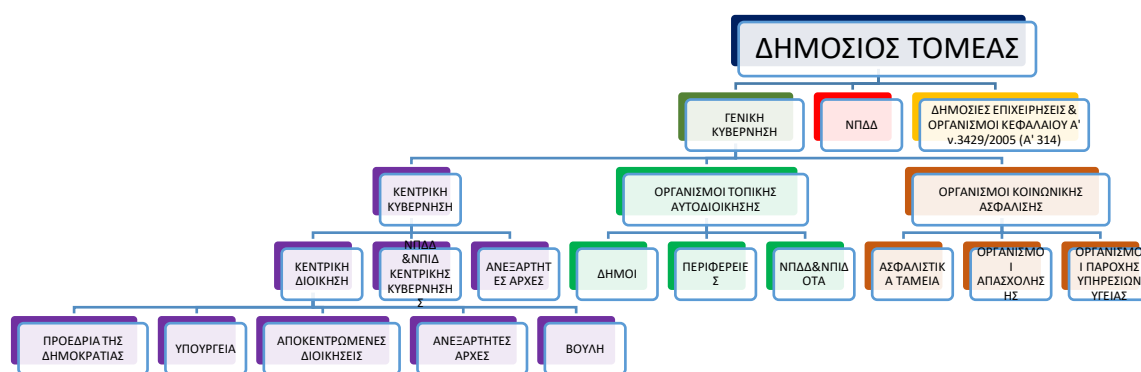 ΔΗΜΟΣΙΟΣ ΤΟΜΕΑΣ
ΓΕΝΙΚΗ
ΚΥΒΕΡΝΗΣΗ
ΝΠΔΔ
ΔΗΜΟΣΙΕΣ ΕΠΙΧΕΙΡΗΣΕΙΣ &
ΟΡΓΑΝΙΣΜΟΙ ΚΕΦΑΛΑΙΟΥ Α'
ν.3429/2005 (Α' 314)
ΚΕΝΤΡΙΚΗ
ΚΥΒΕΡΝΗΣΗ
ΟΡΓΑΝΙΣΜΟΙ ΤΟΠΙΚΗΣ
ΑΥΤΟΔΙΟΙΚΗΣΗΣ
ΟΡΓΑΝΙΣΜΟΙ ΚΟΙΝΩΝΙΚΗΣ
ΑΣΦΑΛΙΣΗΣ
ΚΕΝΤΡΙΚΗ
ΔΙΟΙΚΗΣΗ
ΝΠΔΔ
&ΝΠΙΔ
ΚΕΝΤΡΙΚΗΣ
ΚΥΒΕΡΝΗΣΗ
Σ
ΑΝΕΞΑΡΤΗΤ
ΕΣ ΑΡΧΕΣ
ΔΗΜΟΙ
ΠΕΡΙΦΕΡΕΙΕ
Σ
ΝΠΔΔ&ΝΠΙΔ
ΟΤΑ
ΑΣΦΑΛΙΣΤΙΚ
Α ΤΑΜΕΙΑ
ΟΡΓΑΝΙΣΜΟ
Ι
ΑΠΑΣΧΟΛΗΣ
ΗΣ
ΟΡΓΑΝΙΣΜΟ
Ι ΠΑΡΟΧΗΣ
ΥΠΗΡΕΣΙΩΝ
ΥΓΕΙΑΣ
ΠΡΟΕΔΡΙΑ ΤΗΣ
ΔΗΜΟΚΡΑΤΙΑΣ
ΥΠΟΥΡΓΕΙΑ
ΑΠΟΚΕΝΤΡΩΜΕΝΕΣ
ΔΙΟΙΚΗΣΕΙΣ
ΑΝΕΞΑΡΤΗΤΕΣ
ΑΡΧΕΣ
ΒΟΥΛΗ